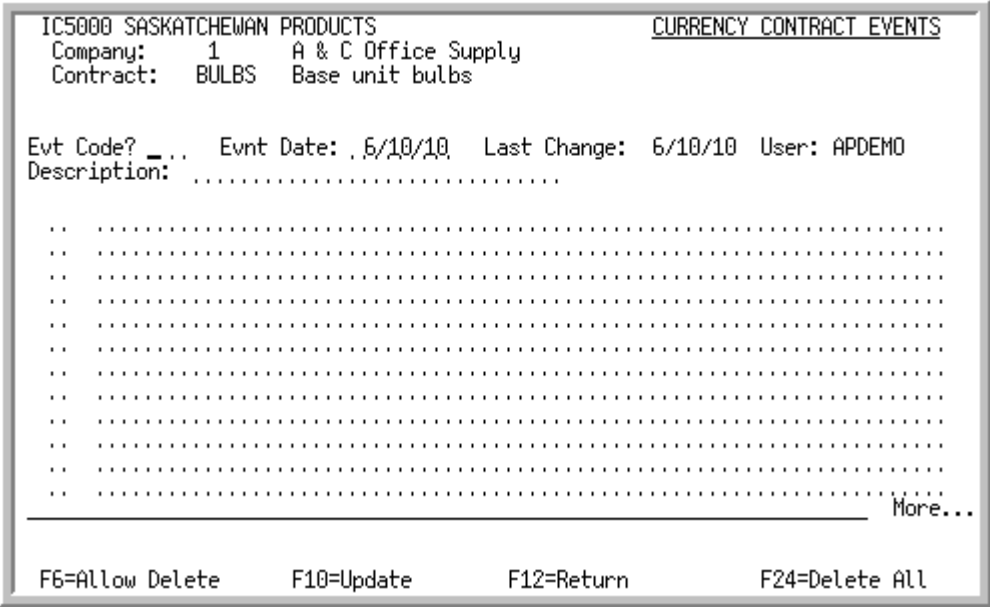 IC5000 SASKATCHEWAN PRODUCTS CURRENCY CONTRACT EVENTS
Company: 1 A & C Office Supply
Contract: BULBS Base unit bulbs
Evt Code? Evnt Date: 6/10/10 Last Change: 6/10/10 User: APDEMO
Description:
More...
F6=Allow Delete F10=Update F12=Return F24=Delete All